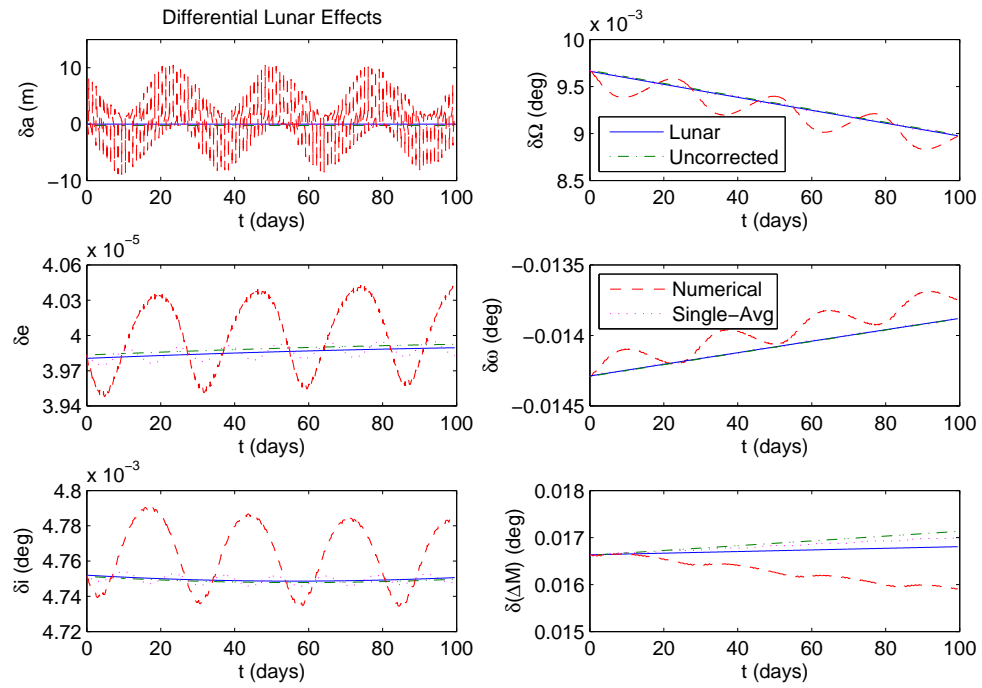 Differential Lunar Effects
δa (m)
10
0
−10
0 20 40 60 80 100
t (days)
x 10−3
δΩ (deg)
10
9.5
9
8.5
Lunar
Uncorrected
0 20 40 60 80 100
t (days)
x 10−5
δe
4.06
4.03
4
3.97
3.94
0 20 40 60 80 100
t (days)
δω (deg)
−0.0135
−0.014
−0.0145
Numerical
Single−Avg
0 20 40 60 80 100
t (days)
x 10−3
δi (deg)
4.8
4.78
4.76
4.74
4.72
0 20 40 60 80 100
t (days)
δ(ΔM) (deg)
0.018
0.017
0.016
0.015
0 20 40 60 80 100
t (days)